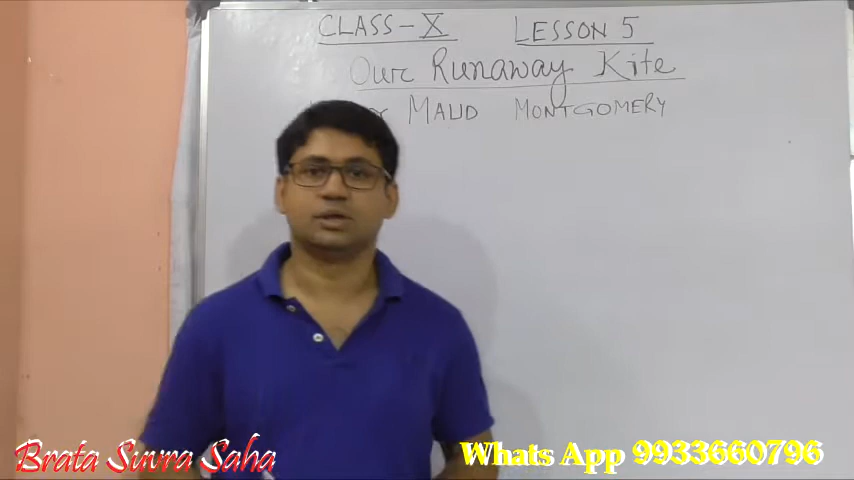 CLASS - X LESSON 5
Our Runaway Kite
MAUD MONTGOMERY
Brata Suvra Saha Whats App 9933660796